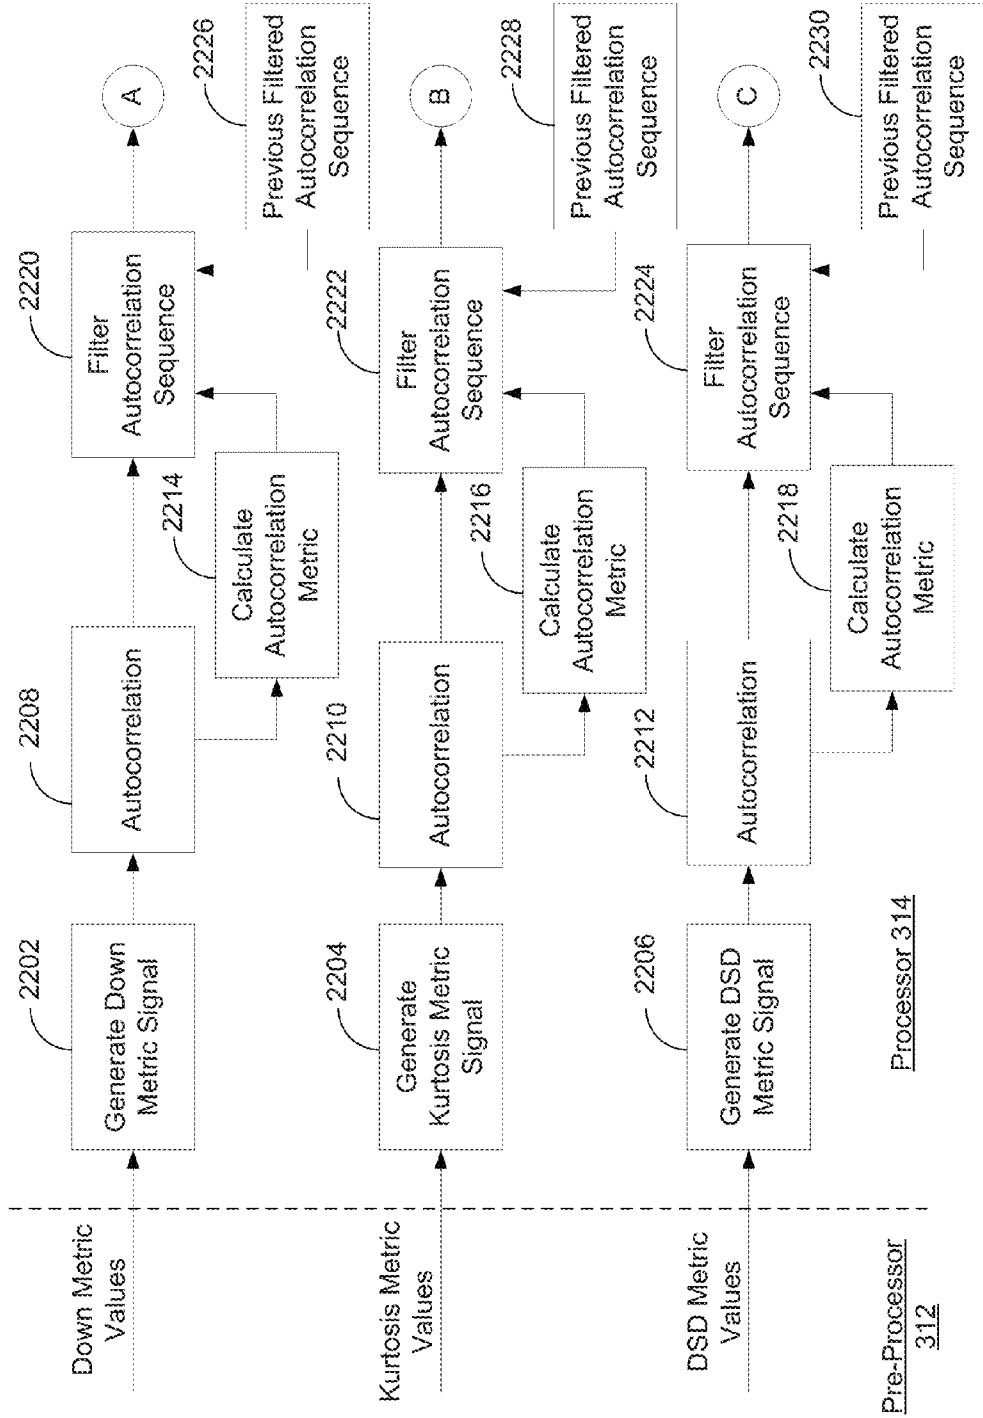 Down Metric
Values
2202
Generate Down
Metric Signal
2208
Autocorrelation
2214
Calculate
Autocorrelation
Metric
2220
Filter
Autocorrelation
Sequence
A
2226
Previous Filtered
Autocorrelation
Sequence
Kurtosis Metric
Values
2204
Generate
Kurtosis Metric
Signal
2210
Autocorrelation
2216
Calculate
Autocorrelation
Metric
2222
Filter
Autocorrelation
Sequence
B
2228
Previous Filtered
Autocorrelation
Sequence
DSD Metric
Values
2206
Generate DSD
Metric Signal
2212
Autocorrelation
2218
Calculate
Autocorrelation
Metric
2224
Filter
Autocorrelation
Sequence
C
2230
Previous Filtered
Autocorrelation
Sequence
Pre-Processor
312
Processor 314